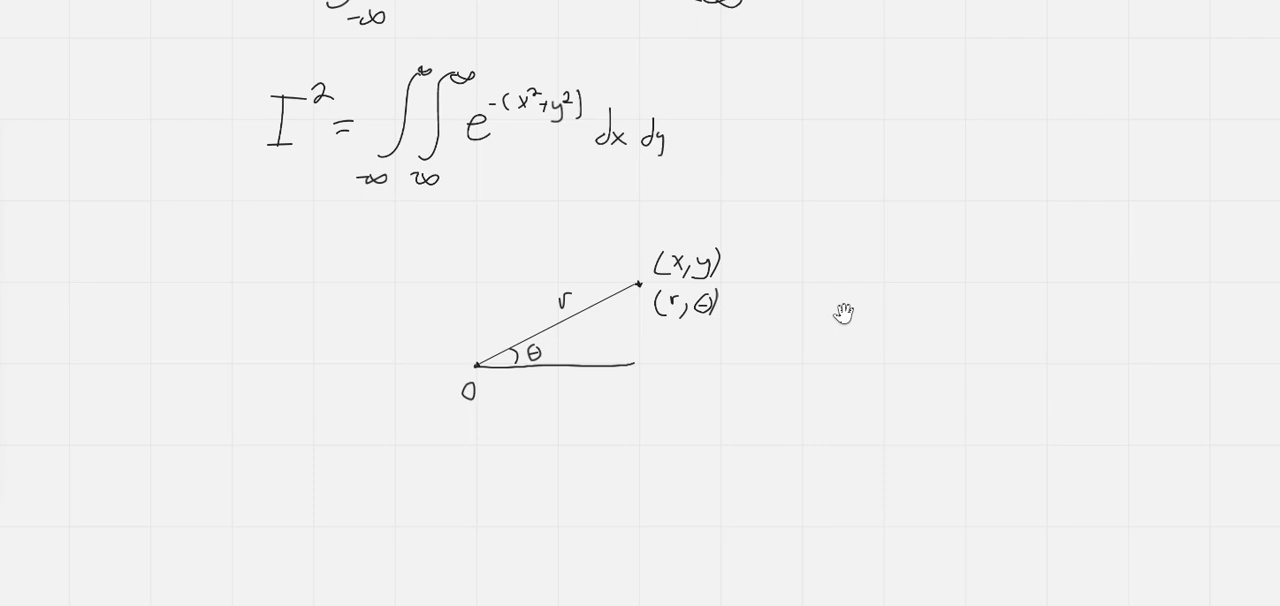 -∞
I² = ∫_{-∞}^{∞} ∫_{-∞}^{∞} e^{-(x²+y²)} dx dy
(x,y)
r
(r,θ)
θ
0